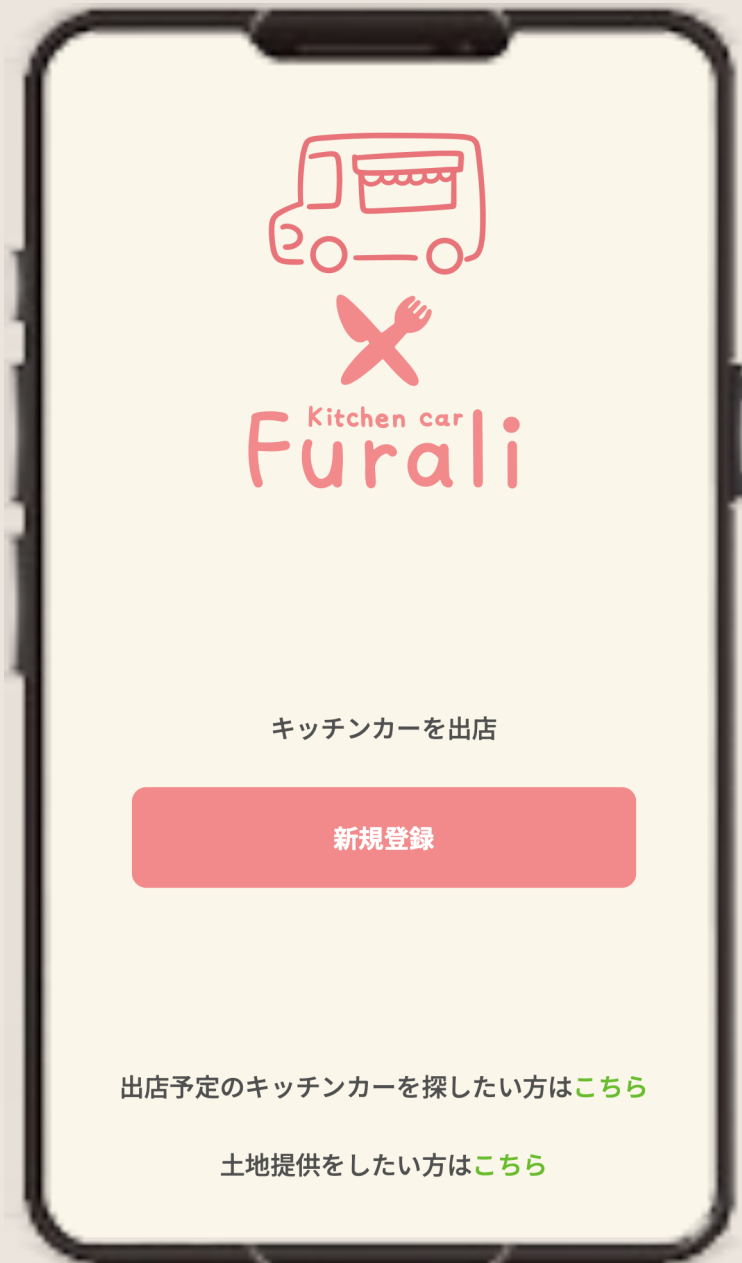 Kitchen car
Furali
キッチンカーを出店
新規登録
出店予定のキッチンカーを探したい方はこちら
土地提供をしたい方はこちら